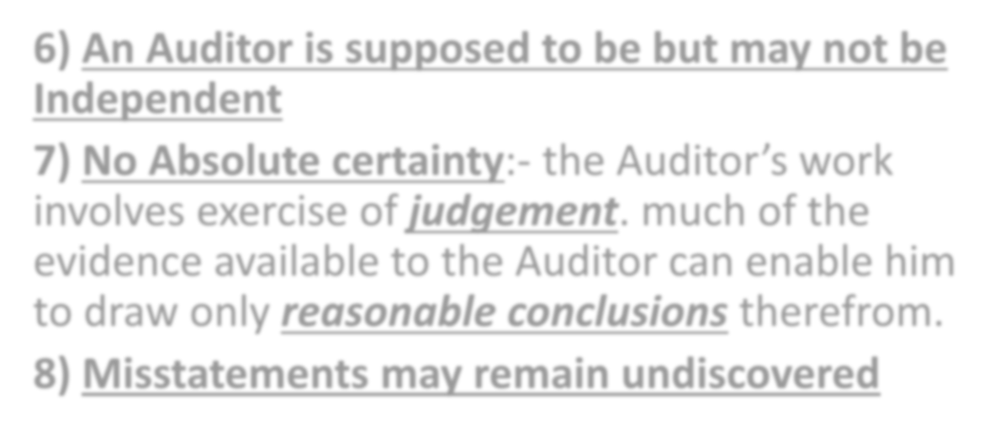 6) An Auditor is supposed to be but may not be
Independent
7) No Absolute certainty:- the Auditor’s work
involves exercise of judgement. much of the
evidence available to the Auditor can enable him
to draw only reasonable conclusions therefrom.
8) Misstatements may remain undiscovered